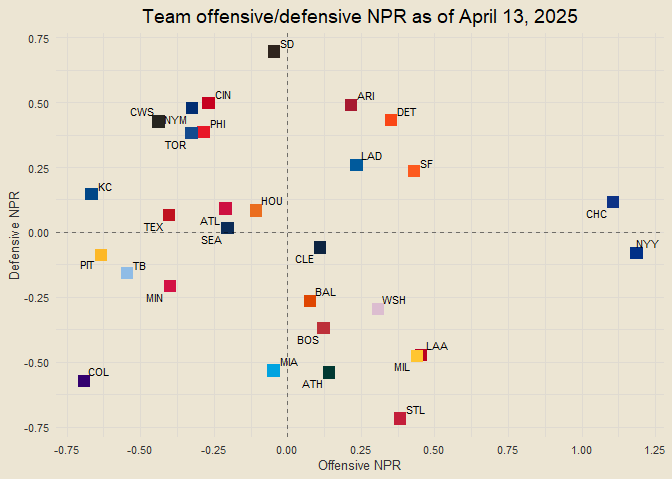 Team offensive/defensive NPR as of April 13, 2025
0.75
SD
0.50
CIN
ARI
CWS
NYM
PHI
DET
TOR
0.25
LAD
SF
KC
HOU
CHC
TEX
ATL
0.00
SEA
NYY
CLE
PIT
TB
-0.25
MIN
BAL
WSH
BOS
LAA
-0.50
MIA
MIL
COL
ATH
STL
-0.75
-0.75
-0.50
-0.25
0.00
0.25
0.50
0.75
1.00
1.25
Offensive NPR
Defensive NPR